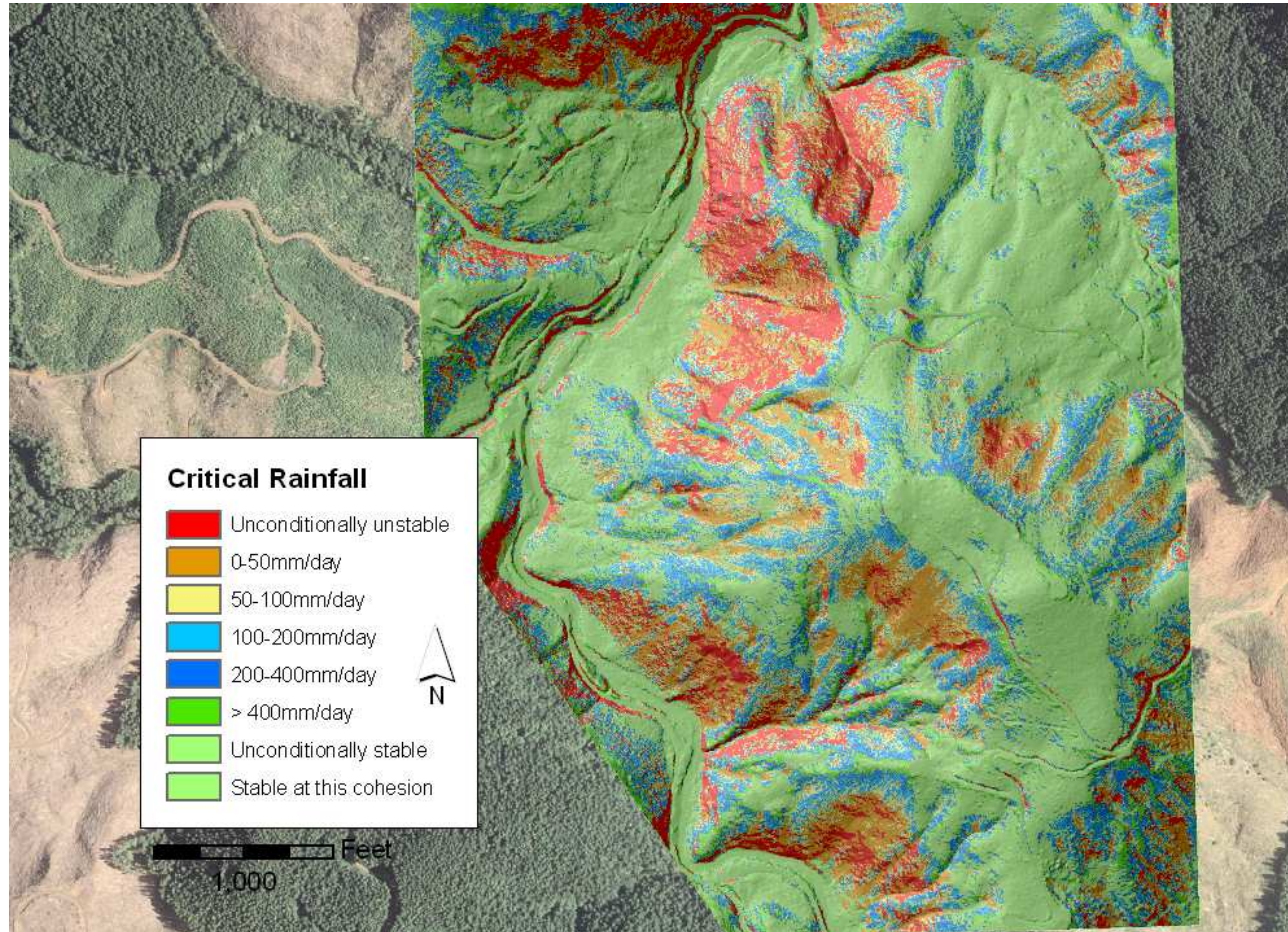 Critical Rainfall
Unconditionally unstable
0-50mm/day
50-100mm/day
100-200mm/day
200-400mm/day
> 400mm/day
Unconditionally stable
Stable at this cohesion
N
Feet
1,000